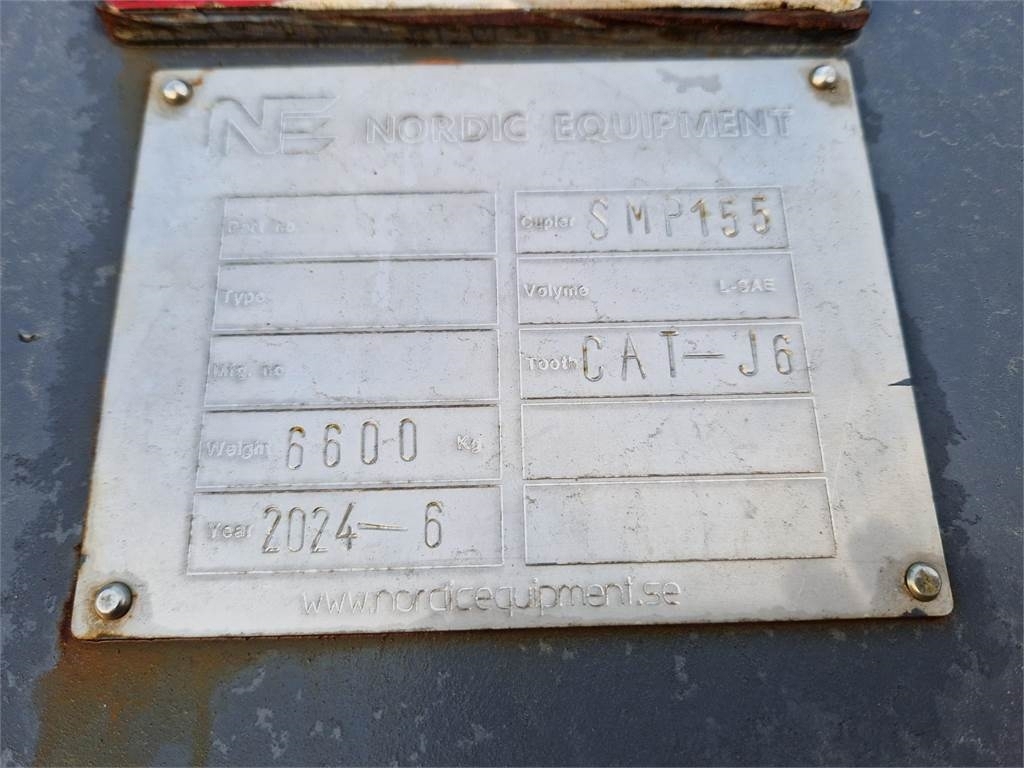 NE NORDIC EQUIPMENT
Part no
Type
Mfg. no
Weight 6600 Kg
Year 2024-6
Cupler SMP155
Volyme L-SAE
Tooth CAT-J6
www.nordicequipment.se